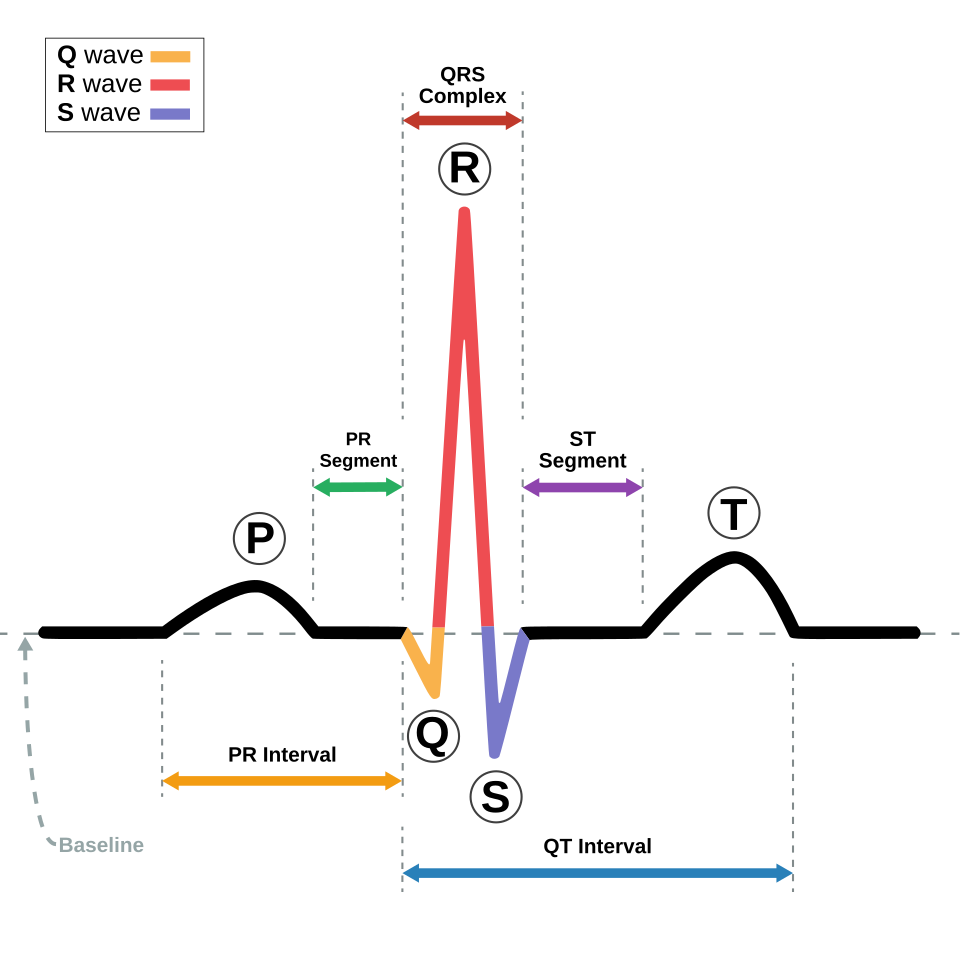 Q wave
R wave
S wave
QRS
Complex
R
PR
Segment
ST
Segment
P
T
Q
PR Interval
S
Baseline
QT Interval